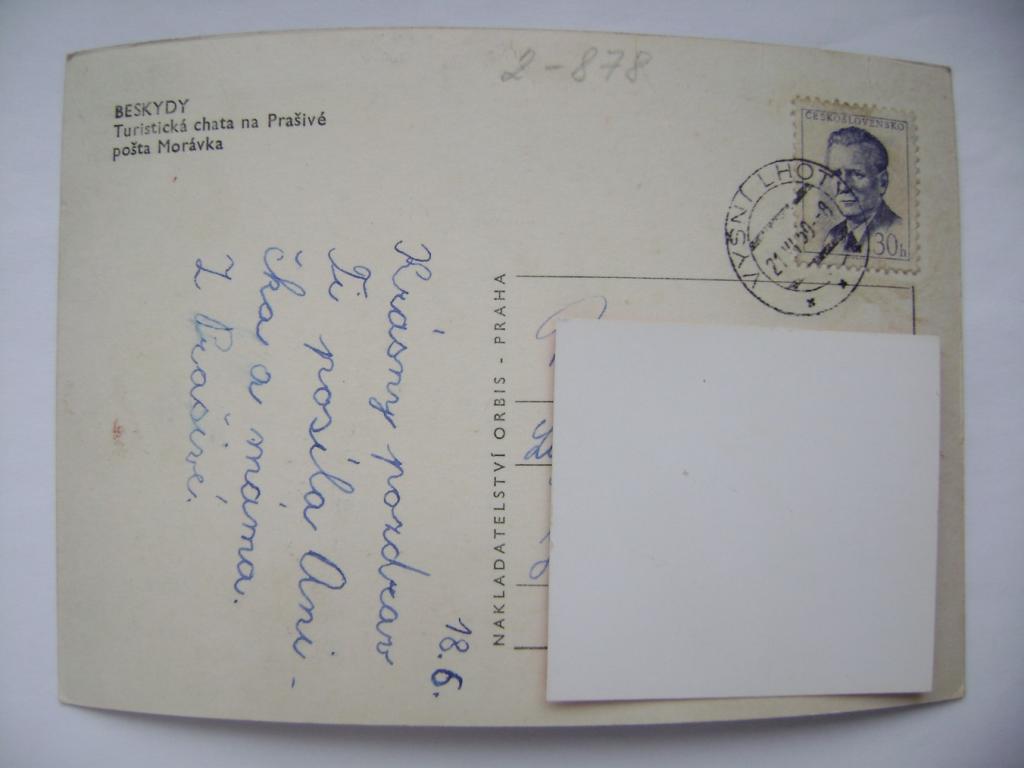 2-878
BESKYDY
Turistická chata na Prašivé
pošta Morávka
ČESKOSLOVENSKO
30h
VYŠNÍ LHOTY
NAKLADATELSTVÍ ORBIS - PRAHA
18.6.
Krásny pozdrav
Ti posílá Ani-
čka a máma.
Z Prašivé.